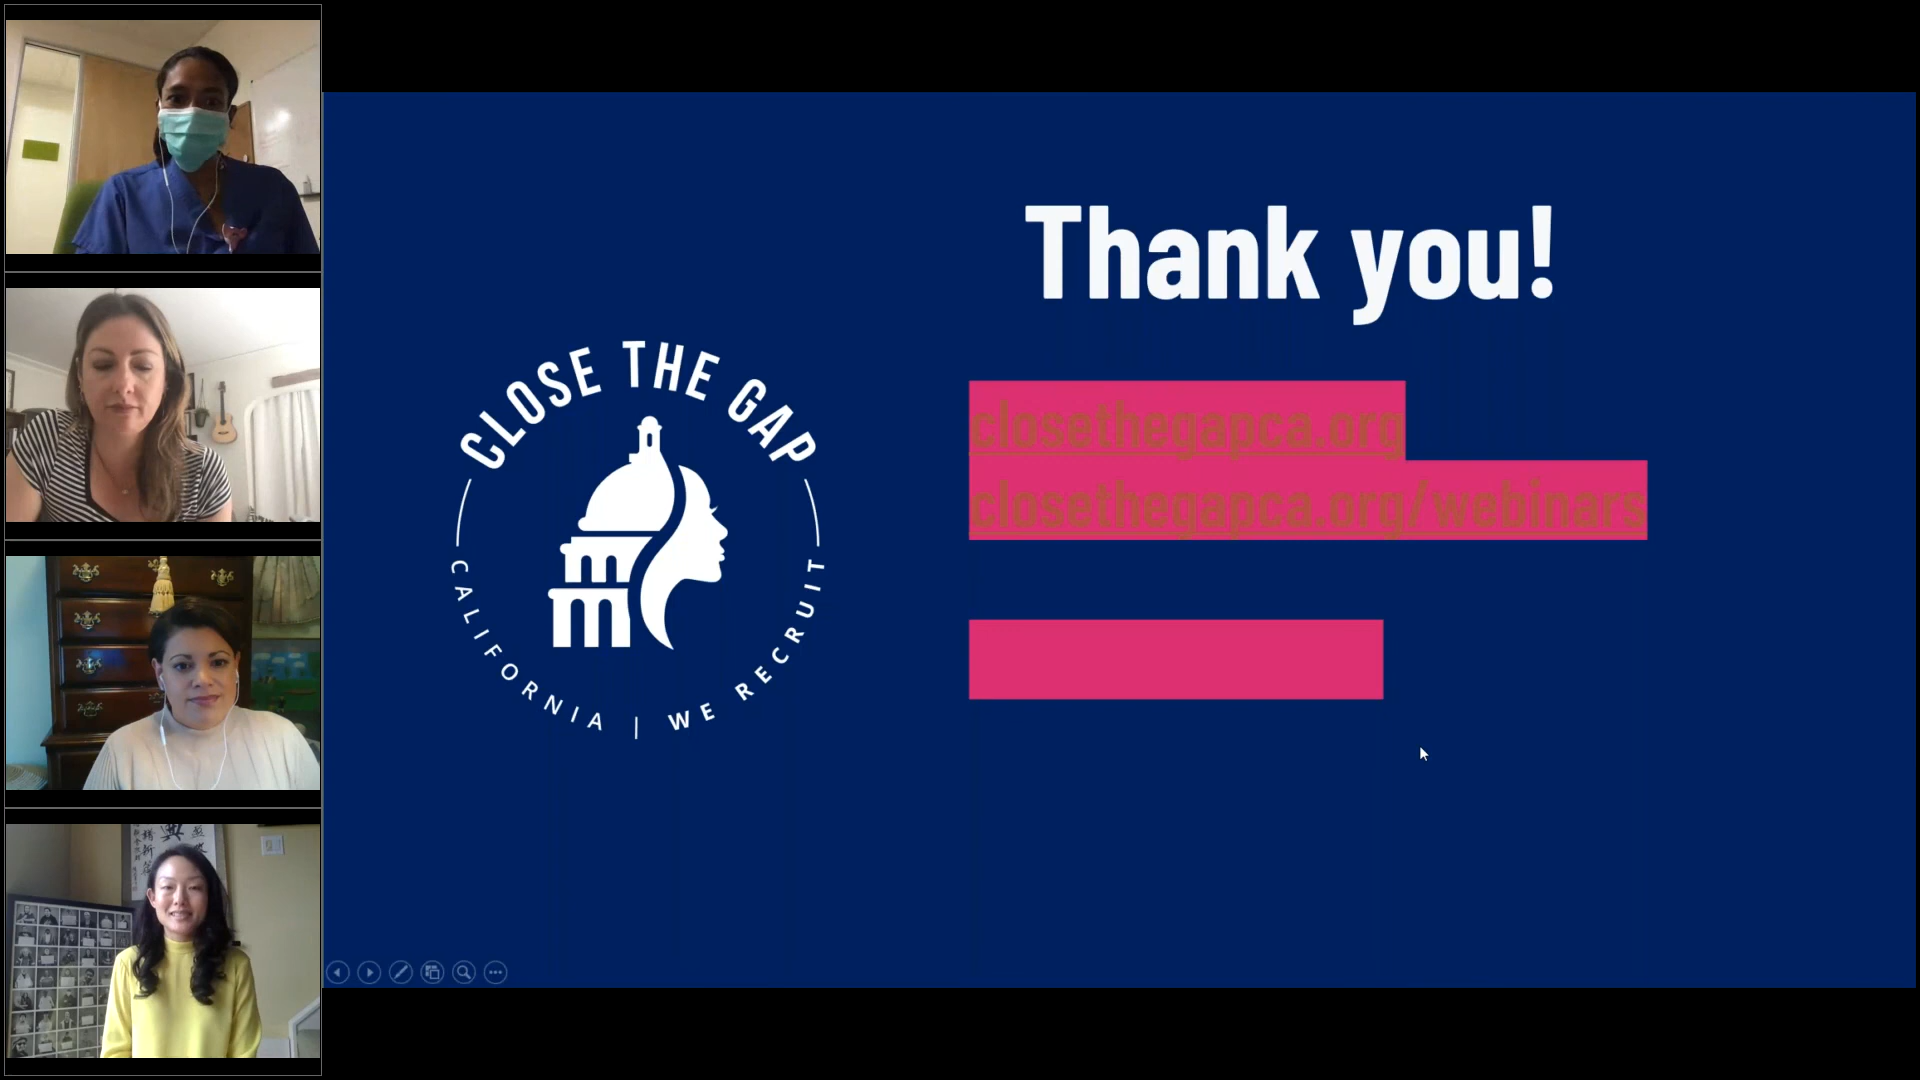 Thank you!
CLOSE THE GAP
CALIFORNIA | WE RECRUIT
closethegapca.org
closethegapca.org/webinars